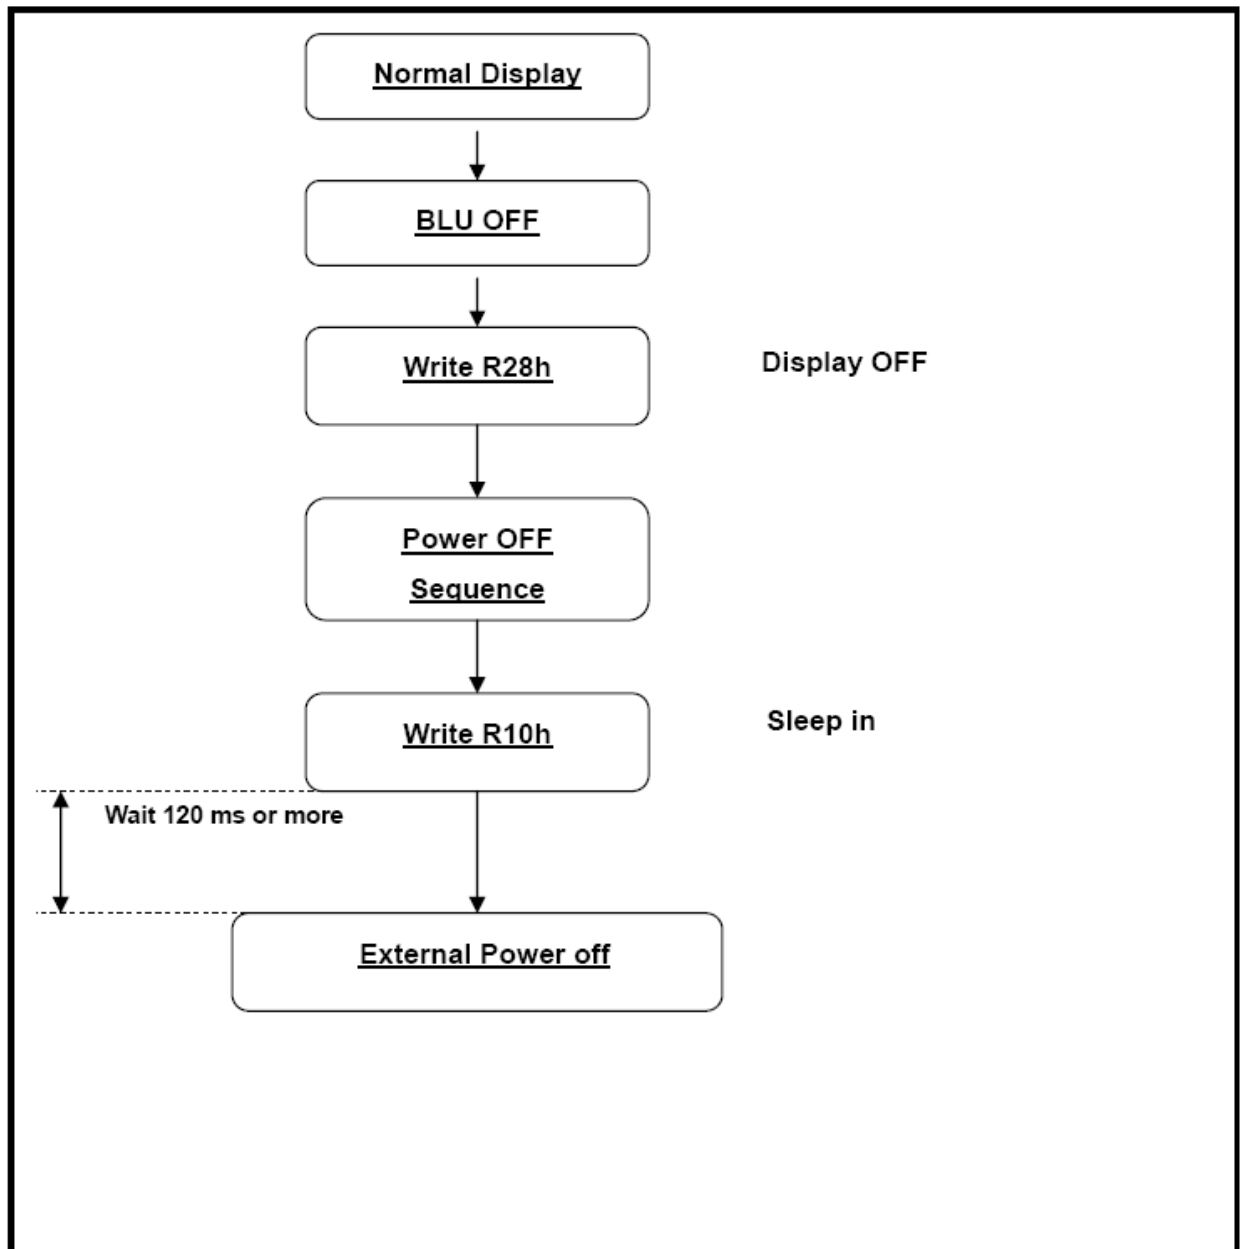 Normal Display
BLU OFF
Write R28h
Display OFF
Power OFF
Sequence
Write R10h
Sleep in
Wait 120 ms or more
External Power off